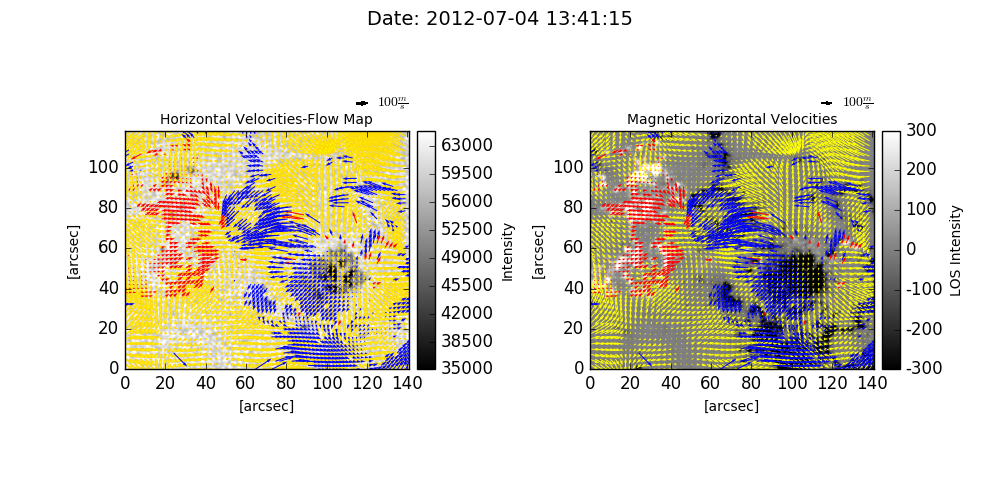 Date: 2012-07-04 13:41:15
100 m/s
100 m/s
Horizontal Velocities-Flow Map
Magnetic Horizontal Velocities
[arcsec]
100
80
60
40
20
0
0 20 40 60 80 100 120 140
[arcsec]
63000
59500
56000
52500
49000
45500
42000
38500
35000
Intensity
[arcsec]
100
80
60
40
20
0
0 20 40 60 80 100 120 140
[arcsec]
300
200
100
0
-100
-200
-300
LOS Intensity